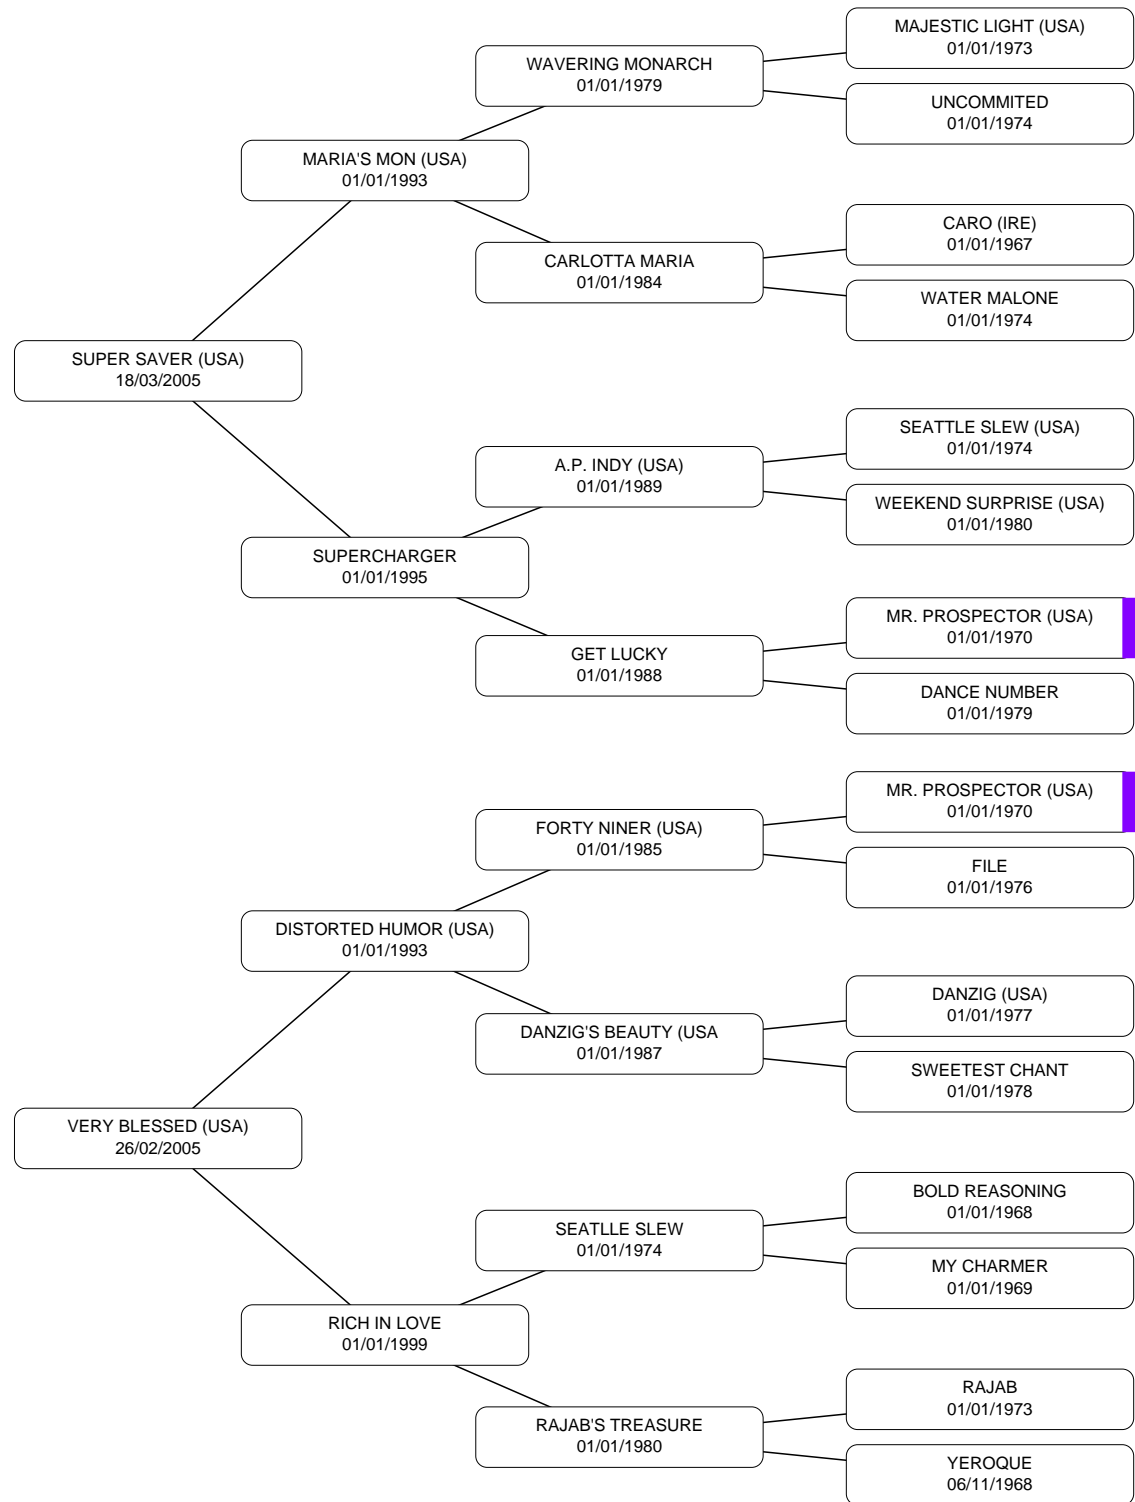 MAJESTIC LIGHT (USA)
01/01/1973
WAVERING MONARCH
01/01/1979
UNCOMMITED
01/01/1974
MARIA'S MON (USA)
01/01/1993
CARO (IRE)
01/01/1967
CARLOTTA MARIA
01/01/1984
WATER MALONE
01/01/1974
SUPER SAVER (USA)
18/03/2005
SEATTLE SLEW (USA)
01/01/1974
A.P. INDY (USA)
01/01/1989
WEEKEND SURPRISE (USA)
01/01/1980
SUPERCHARGER
01/01/1995
MR. PROSPECTOR (USA)
01/01/1970
GET LUCKY
01/01/1988
DANCE NUMBER
01/01/1979
MR. PROSPECTOR (USA)
01/01/1970
FORTY NINER (USA)
01/01/1985
FILE
01/01/1976
DISTORTED HUMOR (USA)
01/01/1993
DANZIG (USA)
01/01/1977
DANZIG'S BEAUTY (USA
01/01/1987
SWEETEST CHANT
01/01/1978
VERY BLESSED (USA)
26/02/2005
BOLD REASONING
01/01/1968
SEATLLE SLEW
01/01/1974
MY CHARMER
01/01/1969
RICH IN LOVE
01/01/1999
RAJAB
01/01/1973
RAJAB'S TREASURE
01/01/1980
YEROQUE
06/11/1968